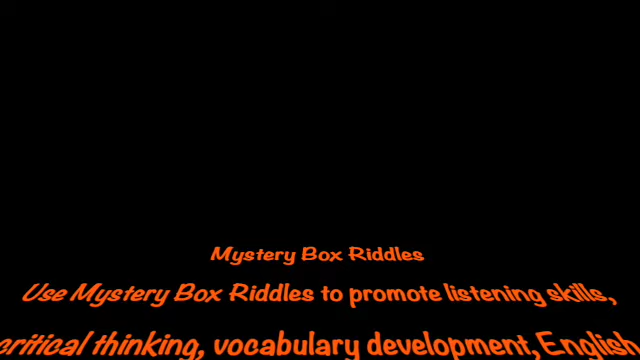 Mystery Box Riddles
Use Mystery Box Riddles to promote listening skills,
critical thinking, vocabulary development, English